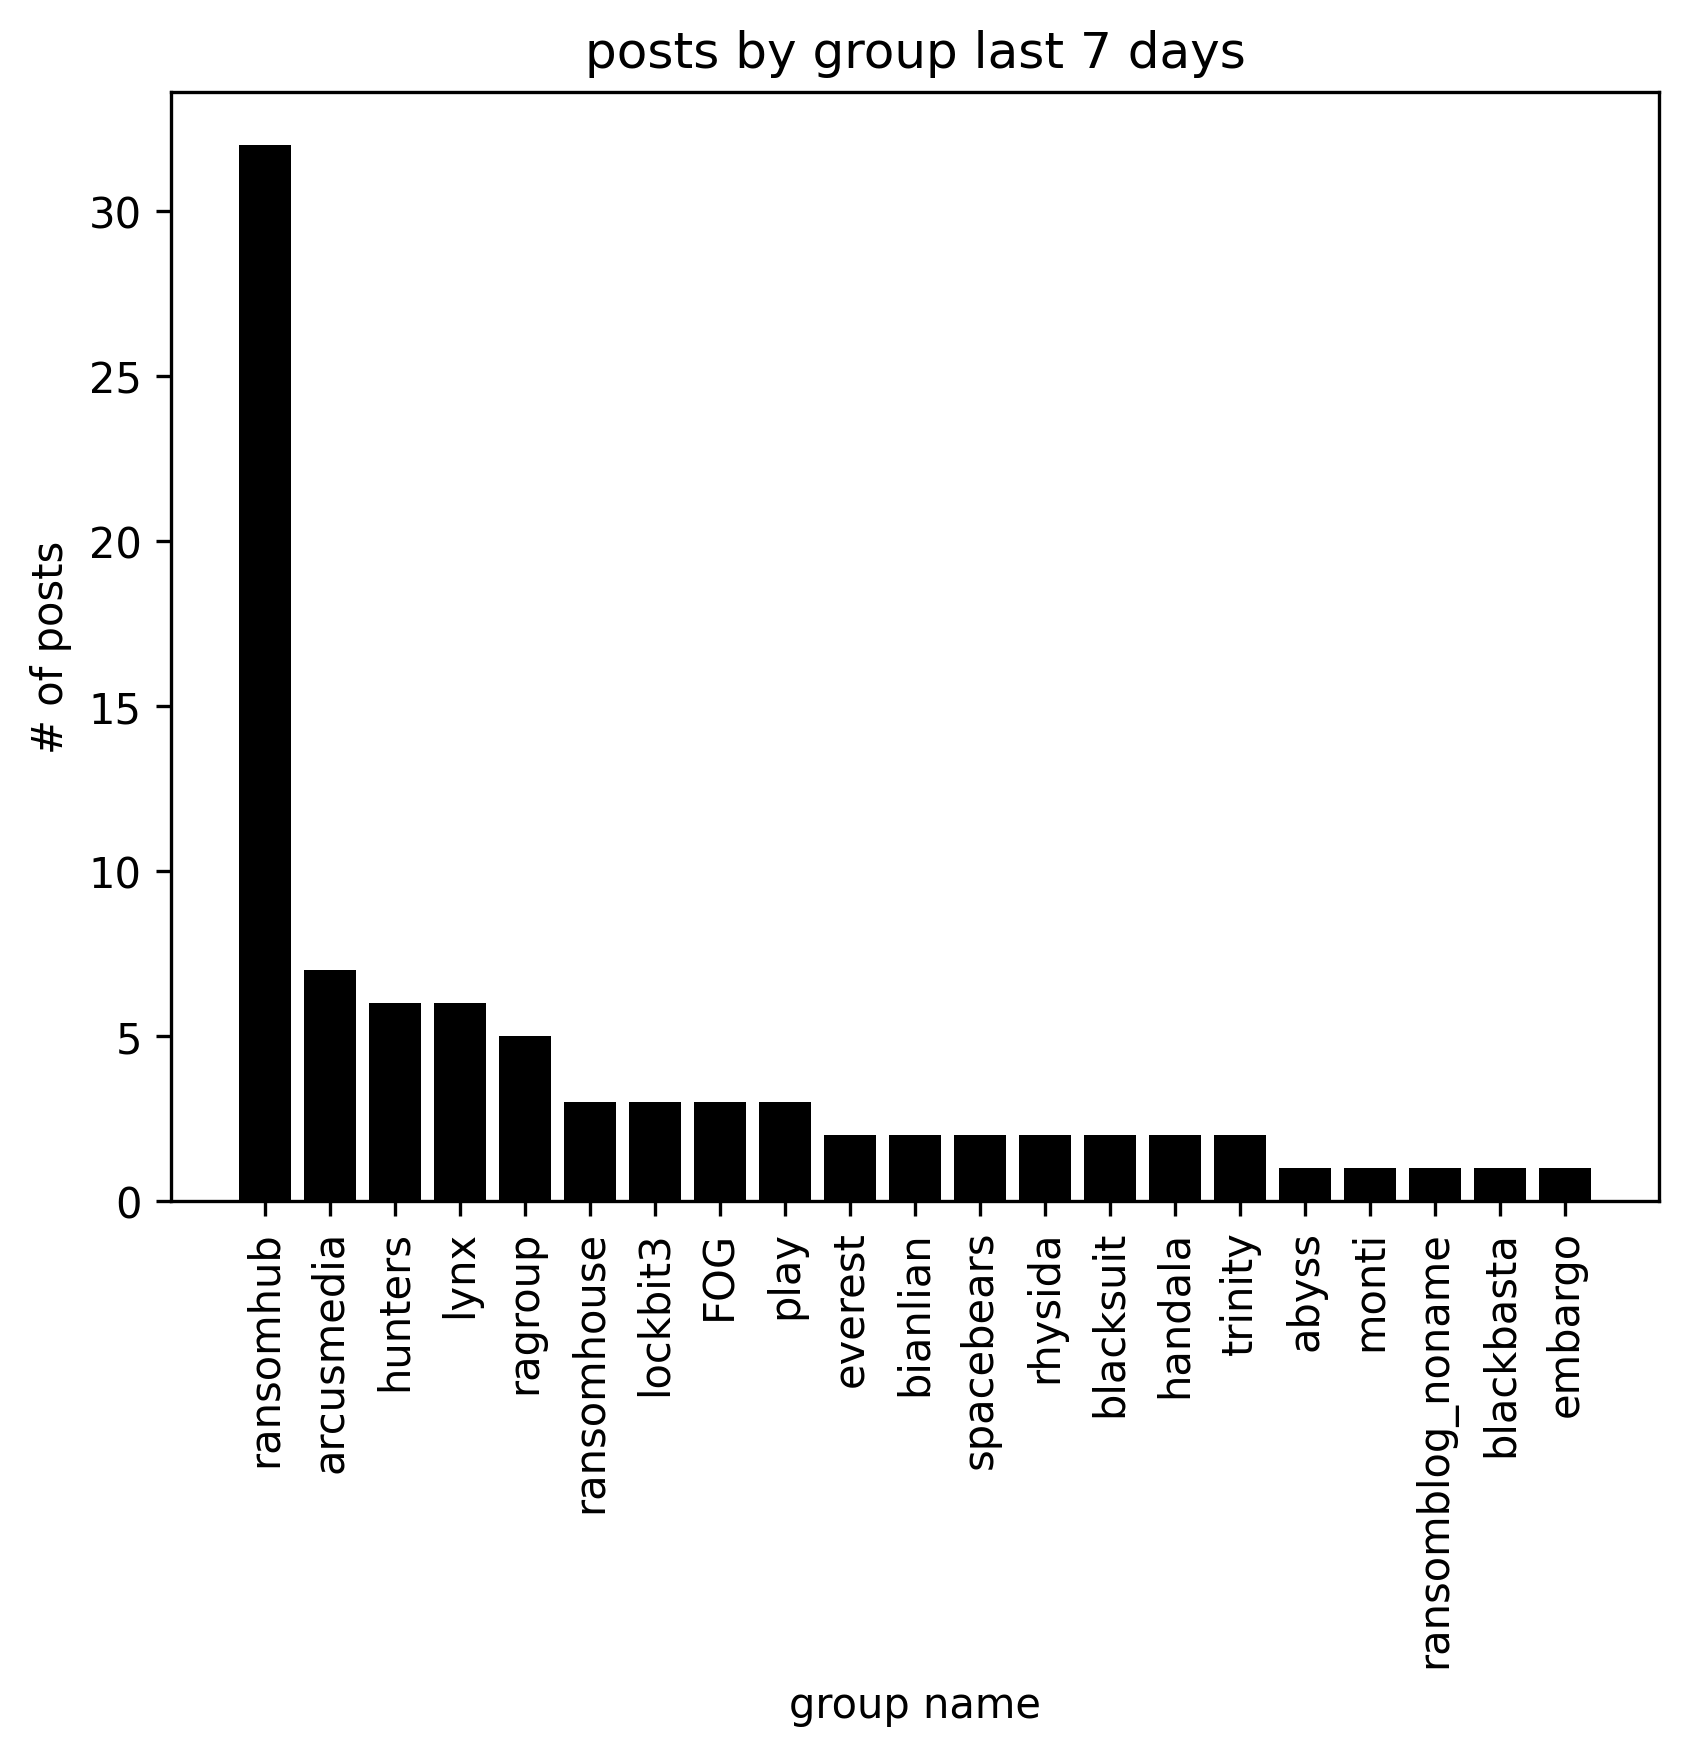 posts by group last 7 days
# of posts
30
25
20
15
10
5
0
ransomhub
arcusmedia
hunters
lynx
ragroup
ransomhouse
lockbit3
FOG
play
everest
bianlian
spacebears
rhysida
blacksuit
handala
trinity
abyss
monti
ransomblog_noname
blackbasta
embargo
group name